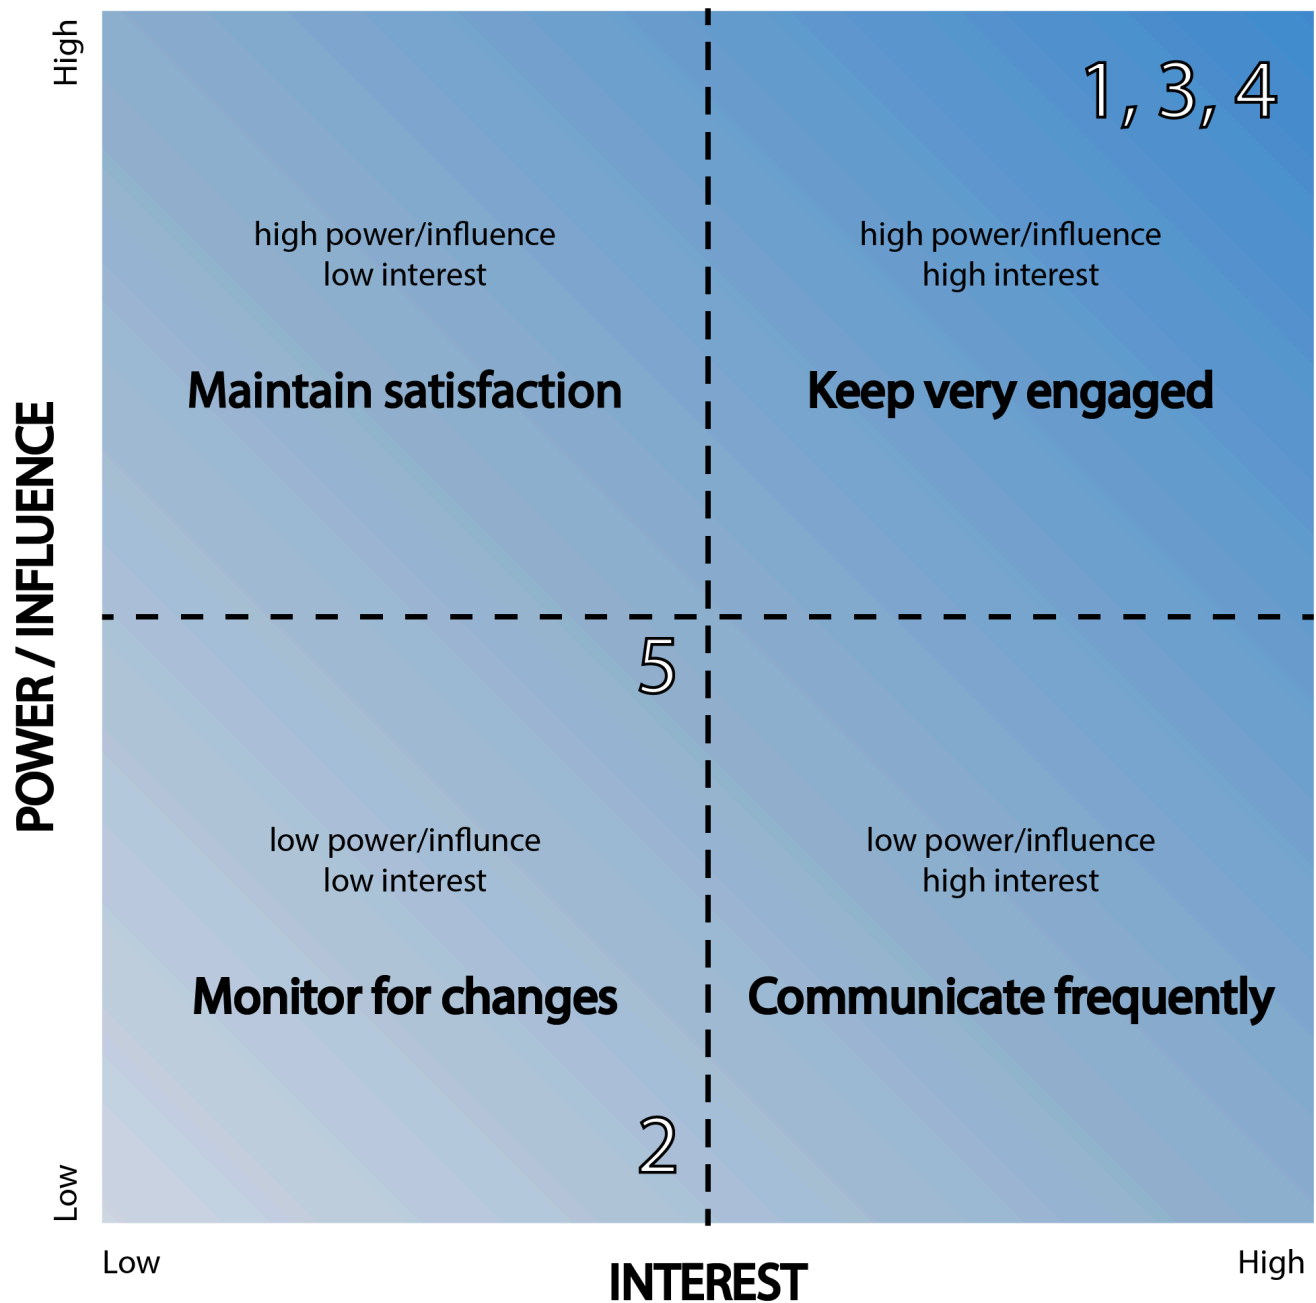 High
1, 3, 4
high power/influence
low interest
high power/influence
high interest
Maintain satisfaction
Keep very engaged
POWER / INFLUENCE
5
low power/influnce
low interest
low power/influence
high interest
Monitor for changes
Communicate frequently
2
Low
Low
INTEREST
High